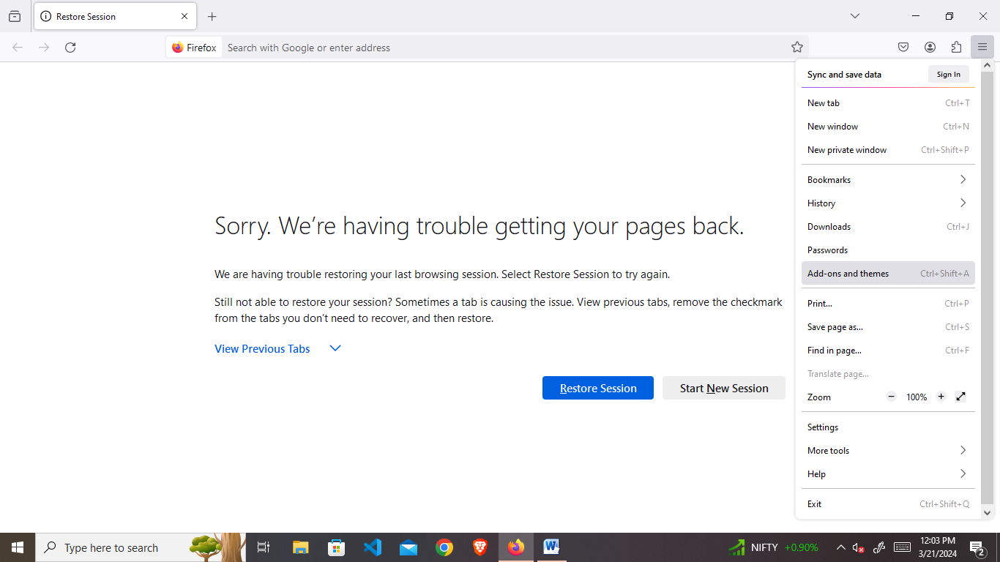 Restore Session
Firefox
Search with Google or enter address
Sync and save data
Sign In
New tab Ctrl+T
New window Ctrl+N
New private window Ctrl+Shift+P
Bookmarks
History
Downloads Ctrl+J
Passwords
Add-ons and themes Ctrl+Shift+A
Print... Ctrl+P
Save page as... Ctrl+S
Find in page... Ctrl+F
Translate page...
Zoom 100%
Settings
More tools
Help
Exit Ctrl+Shift+Q
Sorry. We’re having trouble getting your pages back.
We are having trouble restoring your last browsing session. Select Restore Session to try again.
Still not able to restore your session? Sometimes a tab is causing the issue. View previous tabs, remove the checkmark
from the tabs you don’t need to recover, and then restore.
View Previous Tabs
Restore Session
Start New Session
Type here to search
NIFTY +0.90%
12:03 PM
3/21/2024
2